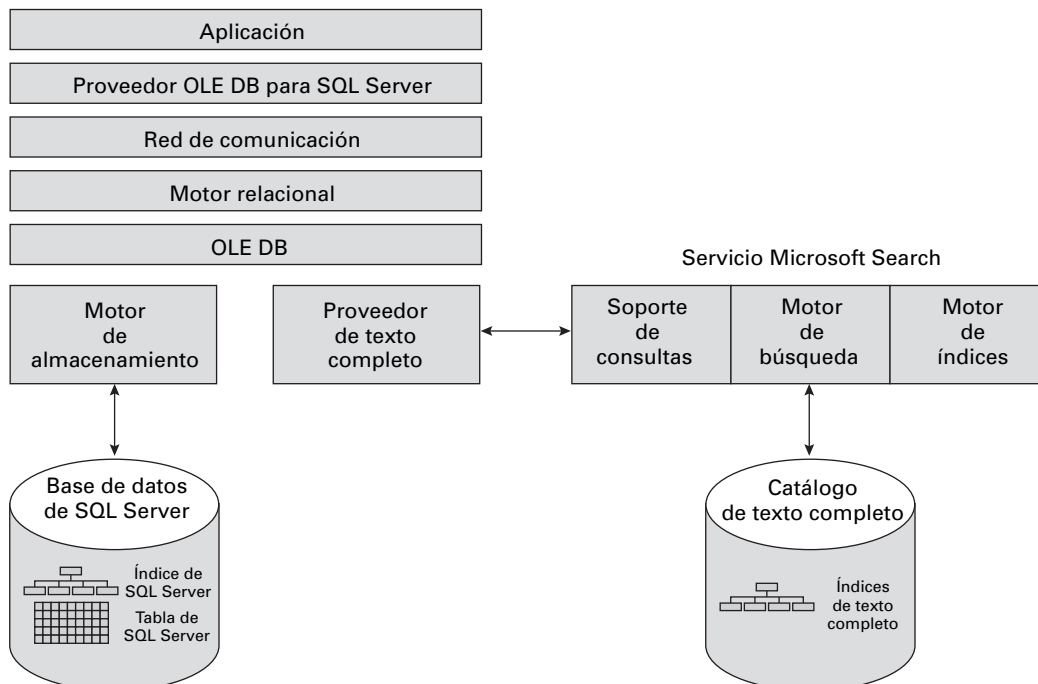 Aplicación
Proveedor OLE DB para SQL Server
Red de comunicación
Motor relacional
OLE DB
Servicio Microsoft Search
Motor
de
almacenamiento
Proveedor
de texto
completo
Soporte
de
consultas
Motor
de
búsqueda
Motor
de
índices
Base de datos
de SQL Server
Índice de
SQL Server
Tabla de
SQL Server
Catálogo
de texto completo
Índices
de texto
completo